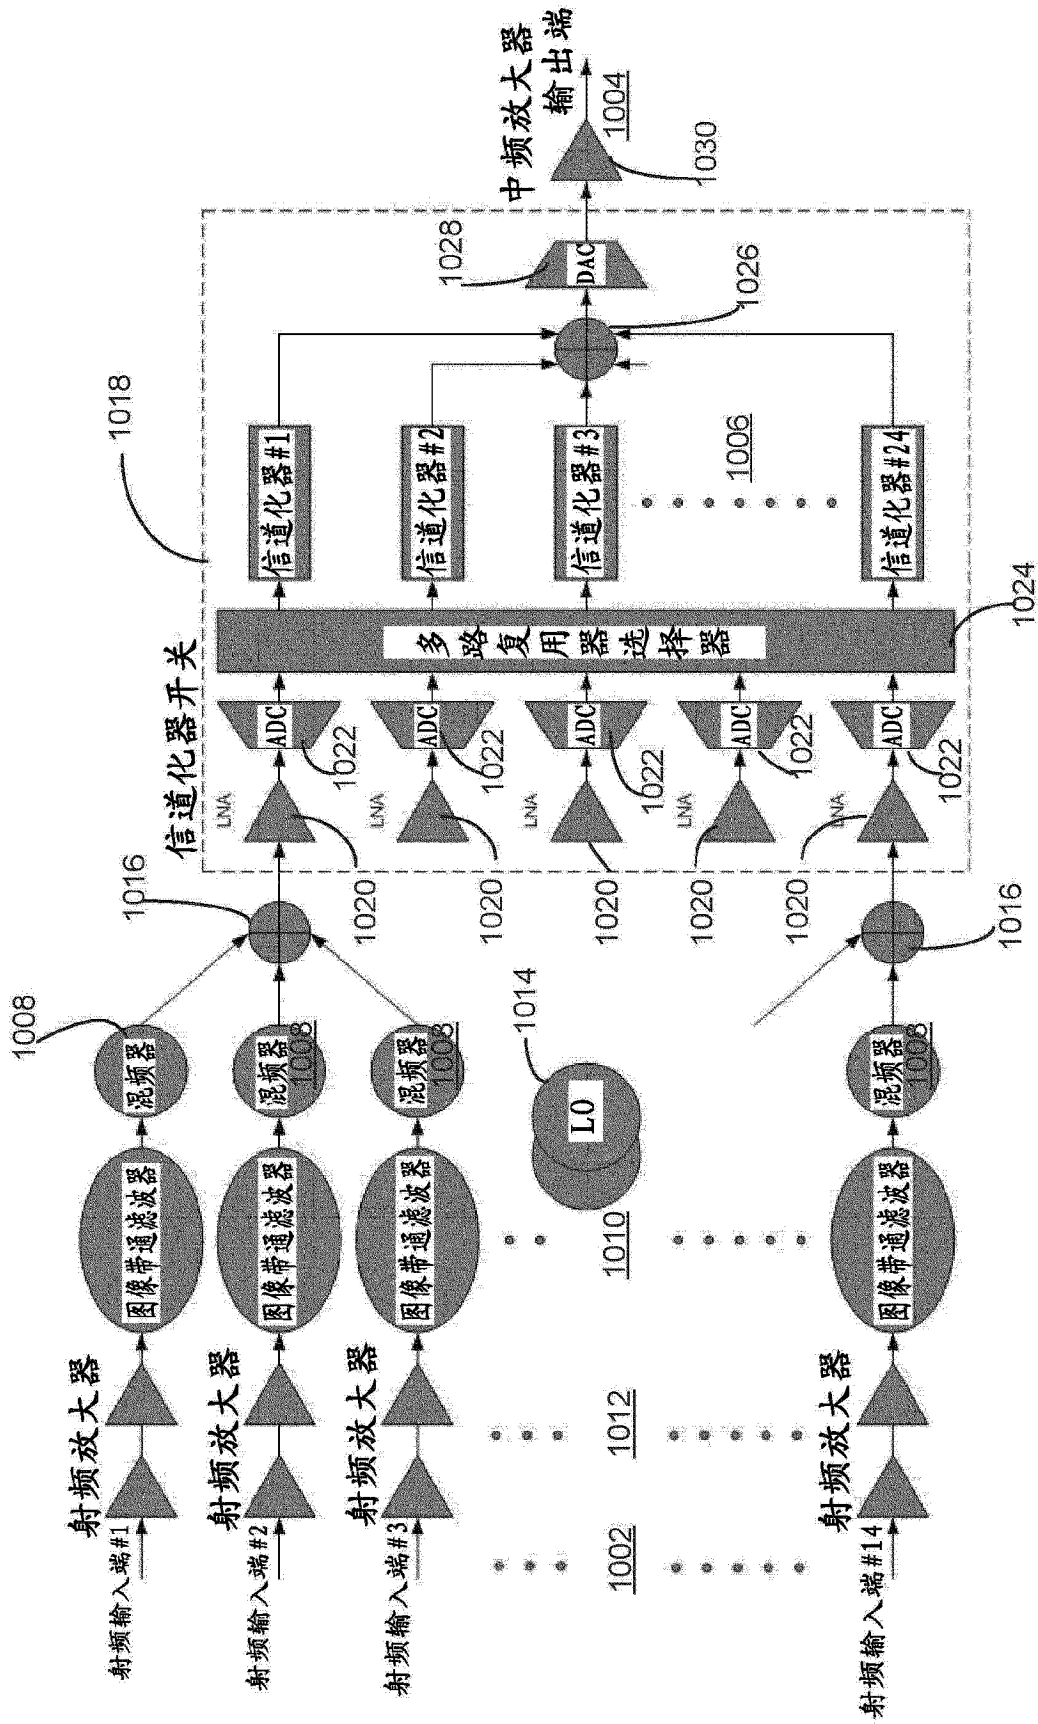 射频输入端#1
射频放大器
图像带通滤波器
混频器
1008
射频输入端#2
射频放大器
图像带通滤波器
混频器
1008
射频输入端#3
射频放大器
图像带通滤波器
混频器
1008
1002
1012
1010
LO
1014
射频输入端#14
射频放大器
图像带通滤波器
混频器
1008
1016
1016
信道化器开关
1018
LNA
1020
ADC
1022
LNA
1020
ADC
1022
LNA
1020
ADC
1022
LNA
1020
ADC
1022
LNA
1020
ADC
1022
多路复用器选择器
1024
信道化器#1
信道化器#2
信道化器#3
1006
信道化器#24
1026
DAC
1028
中频放大器
输出端
1004
1030